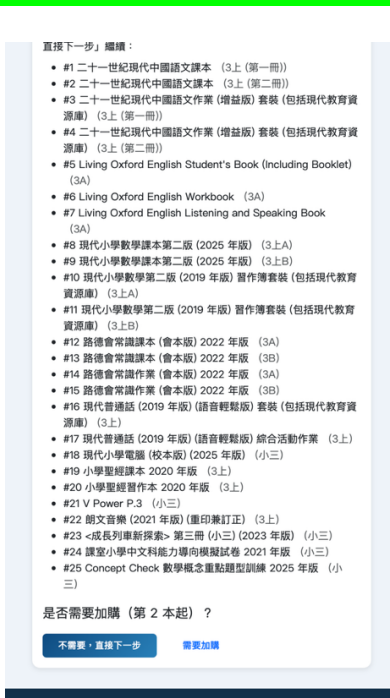 直接下一步」繼續：
• #1 二十一世紀現代中國語文課本 （3上 (第一冊)）
• #2 二十一世紀現代中國語文課本 （3上 (第二冊)）
• #3 二十一世紀現代中國語文作業 (增益版) 套裝 (包括現代教育資
源庫) （3上 (第一冊)）
• #4 二十一世紀現代中國語文作業 (增益版) 套裝 (包括現代教育資
源庫) （3上 (第二冊)）
• #5 Living Oxford English Student's Book (Including Booklet)
（3A）
• #6 Living Oxford English Workbook （3A）
• #7 Living Oxford English Listening and Speaking Book
（3A）
• #8 現代小學數學課本第二版 (2025 年版) （3上A）
• #9 現代小學數學課本第二版 (2025 年版) （3上B）
• #10 現代小學數學第二版 (2019 年版) 習作簿套裝 (包括現代教育
資源庫) （3上A）
• #11 現代小學數學第二版 (2019 年版) 習作簿套裝 (包括現代教育
資源庫) （3上B）
• #12 路德會常識課本 (會本版) 2022 年版 （3A）
• #13 路德會常識課本 (會本版) 2022 年版 （3B）
• #14 路德會常識作業 (會本版) 2022 年版 （3A）
• #15 路德會常識作業 (會本版) 2022 年版 （3B）
• #16 現代普通話 (2019 年版) (語音輕鬆版) 套裝 (包括現代教育資
源庫) （3上）
• #17 現代普通話 (2019 年版) (語音輕鬆版) 綜合活動作業 （3上）
• #18 現代小學電腦 (校本版) (2025 年版) （小三）
• #19 小學聖經課本 2020 年版 （3上）
• #20 小學聖經習作本 2020 年版 （3上）
• #21 V Power P.3 （小三）
• #22 朗文音樂 (2021 年版) (重印兼訂正) （3上）
• #23 <成長列車新探索> 第三冊 (小三) (2023 年版) （小三）
• #24 課室小學中文科能力導向模擬試卷 2021 年版 （小三）
• #25 Concept Check 數學概念重點題型訓練 2025 年版 （小
三）
是否需要加購（第 2 本起）？
不需要，直接下一步 需要加購